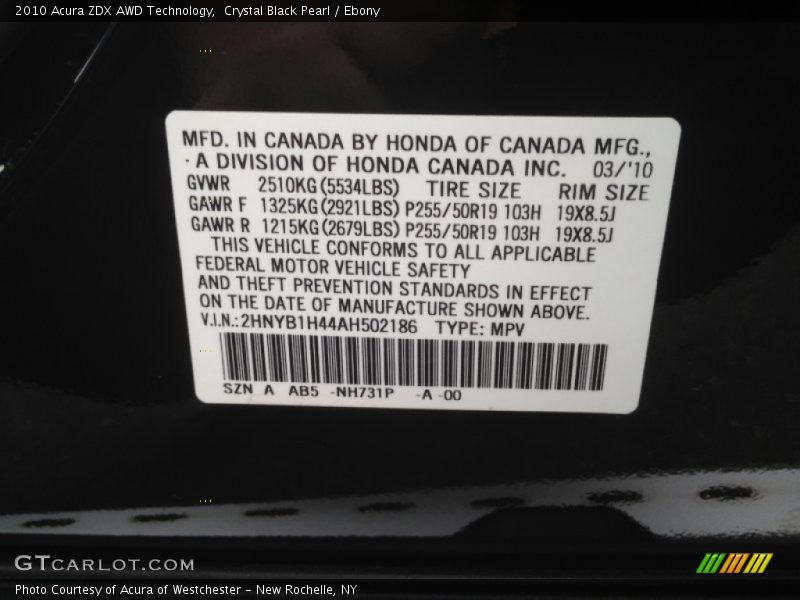 2010 Acura ZDX AWD Technology,  Crystal Black Pearl / Ebony
MFD. IN CANADA BY HONDA OF CANADA MFG.,
A DIVISION OF HONDA CANADA INC. 03/'10
GVWR 2510KG(5534LBS) TIRE SIZE RIM SIZE
GAWR F 1325KG(2921LBS) P255/50R19 103H 19X8.5J
GAWR R 1215KG(2679LBS) P255/50R19 103H 19X8.5J
THIS VEHICLE CONFORMS TO ALL APPLICABLE
FEDERAL MOTOR VEHICLE SAFETY
AND THEFT PREVENTION STANDARDS IN EFFECT
ON THE DATE OF MANUFACTURE SHOWN ABOVE.
V.I.N.:2HNYB1H44AH502186 TYPE: MPV
SZN A AB5 -NH731P -A -00
GTCARLOT.COM
Photo Courtesy of Acura of Westchester - New Rochelle, NY